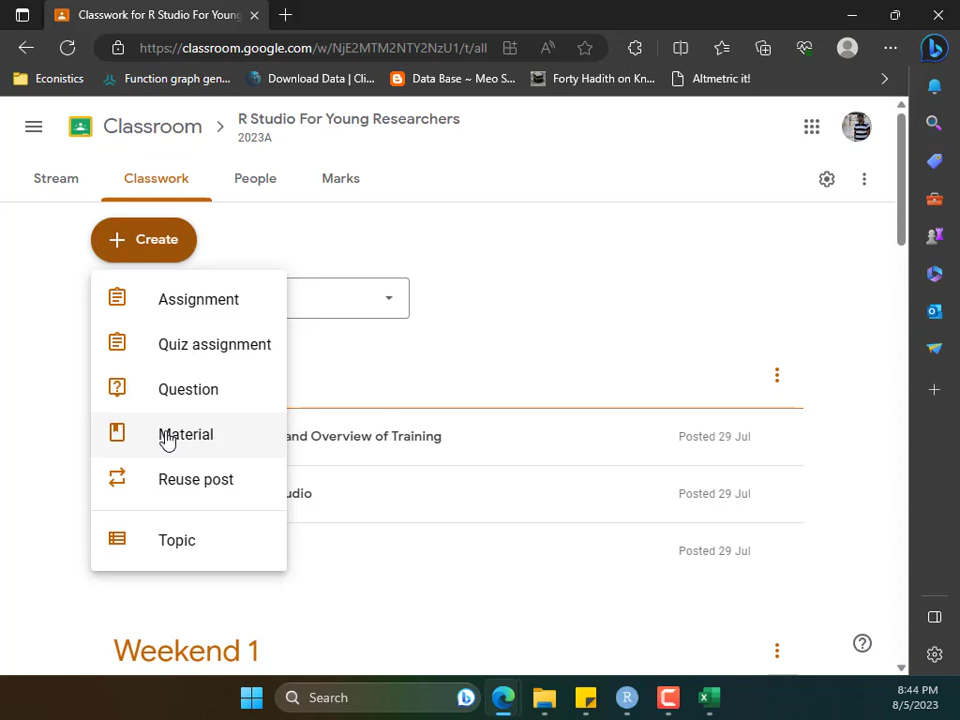 Classwork for R Studio For Young
https://classroom.google.com/w/NjE2MTM2NTY2NzU1/t/all
Econistics
Function graph gen...
Download Data | Cli...
Data Base ~ Meo S...
Forty Hadith on Kn...
Altmetric it!
Classroom
R Studio For Young Researchers
2023A
Stream
Classwork
People
Marks
Create
Assignment
Quiz assignment
Question
Material
and Overview of Training
Posted 29 Jul
Reuse post
udio
Posted 29 Jul
Topic
Posted 29 Jul
Weekend 1
Search
8:44 PM
8/5/2023